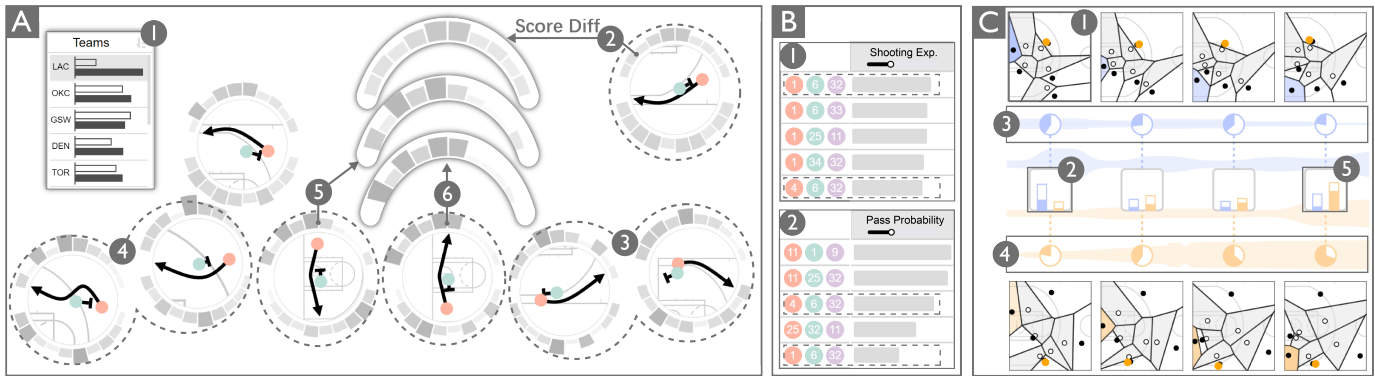 A
1
Teams
LAC
OKC
GSW
DEN
TOR
Score Diff
2
3
4
5
6
B
1
Shooting Exp.
1 6 32
1 6 33
1 25 11
1 34 32
4 6 32
2
Pass Probability
11 1 9
11 25 32
4 6 32
25 32 11
1 6 32
C
1
3
2
5
4